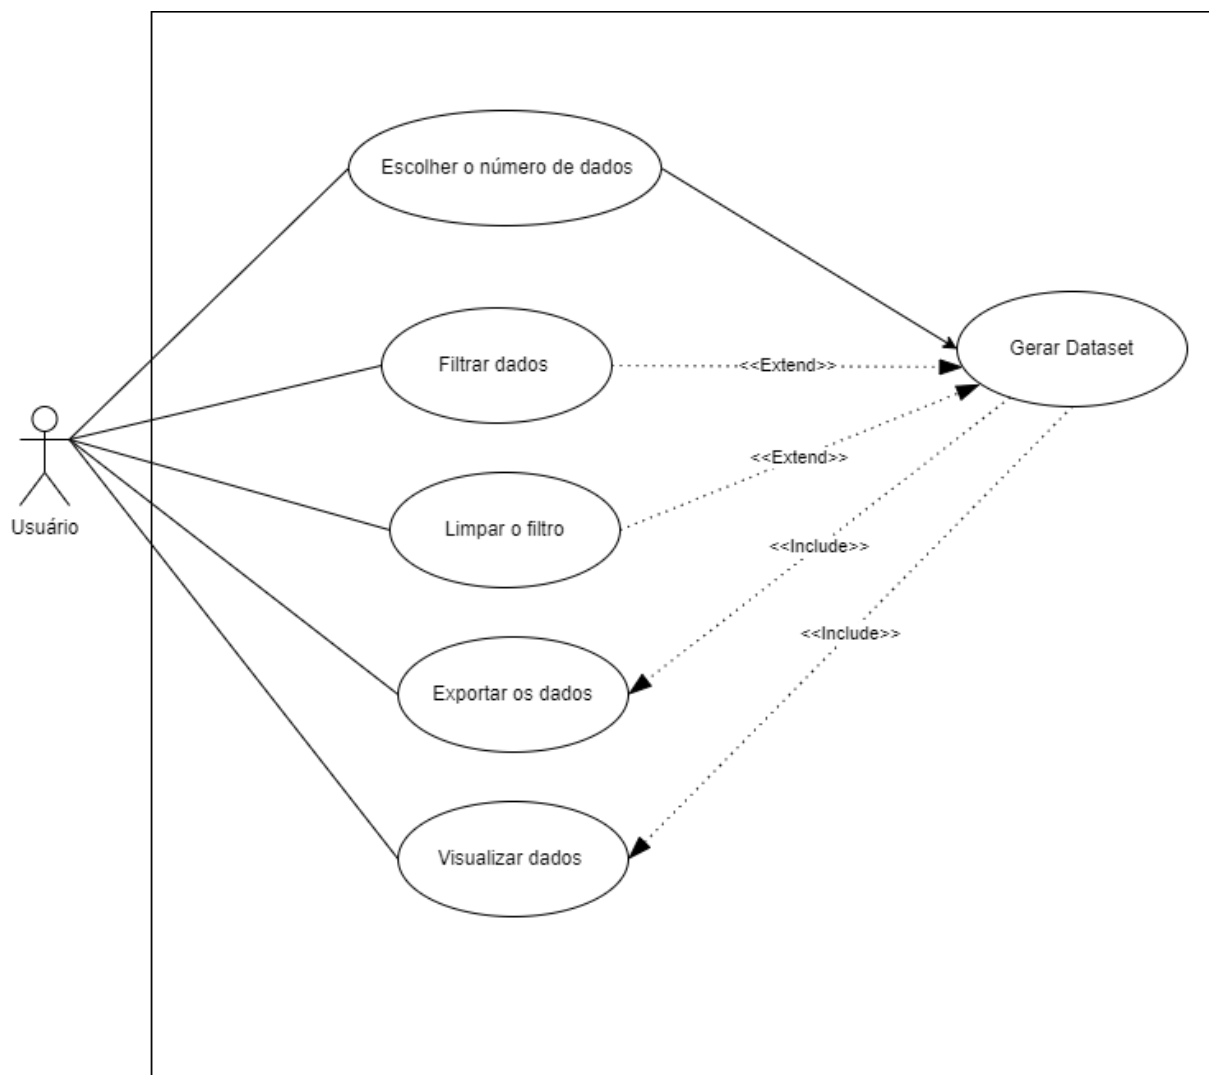 Escolher o número de dados
Gerar Dataset
Filtrar dados
<<Extend>>
<<Extend>>
Usuário
Limpar o filtro
<<Include>>
<<Include>>
Exportar os dados
Visualizar dados